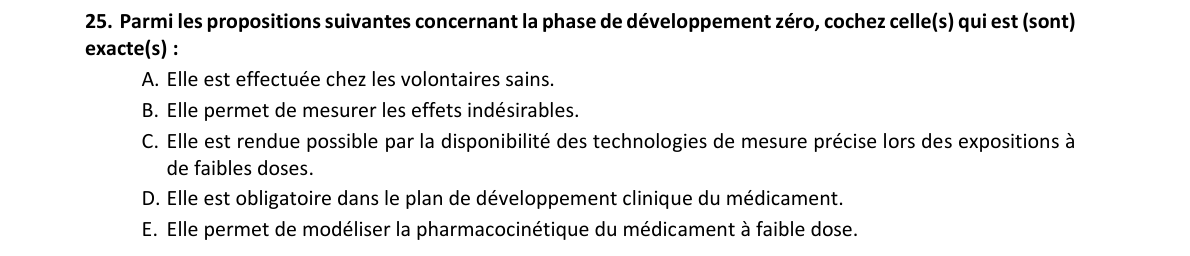 25. Parmi les propositions suivantes concernant la phase de développement zéro, cochez celle(s) qui est (sont)
exacte(s) :
A. Elle est effectuée chez les volontaires sains.
B. Elle permet de mesurer les effets indésirables.
C. Elle est rendue possible par la disponibilité des technologies de mesure précise lors des expositions à
de faibles doses.
D. Elle est obligatoire dans le plan de développement clinique du médicament.
E. Elle permet de modéliser la pharmacocinétique du médicament à faible dose.